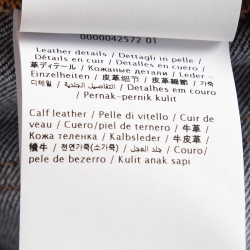 0000042572 01
Leather details / Dettagli in pelle /
Détails en cuir / Detalles en cuero /
革ディテール / Кожаные детали / Leder -
Einzelheiten / 皮革细节 / 皮革細節 / 가죽
디테일 / التفاصيل الجلدية / Detalhes em couro
/ Pernak-pernik kulit
Calf leather / Pelle di vitello / Cuir de
veau / Cuero/piel de ternero / 牛革 /
Кожа теленка / Kalbsleder / 牛皮革 /
犢牛 / 천연가죽(소가죽) / جلد العجل / Couro/
pele de bezerro / Kulit anak sapi